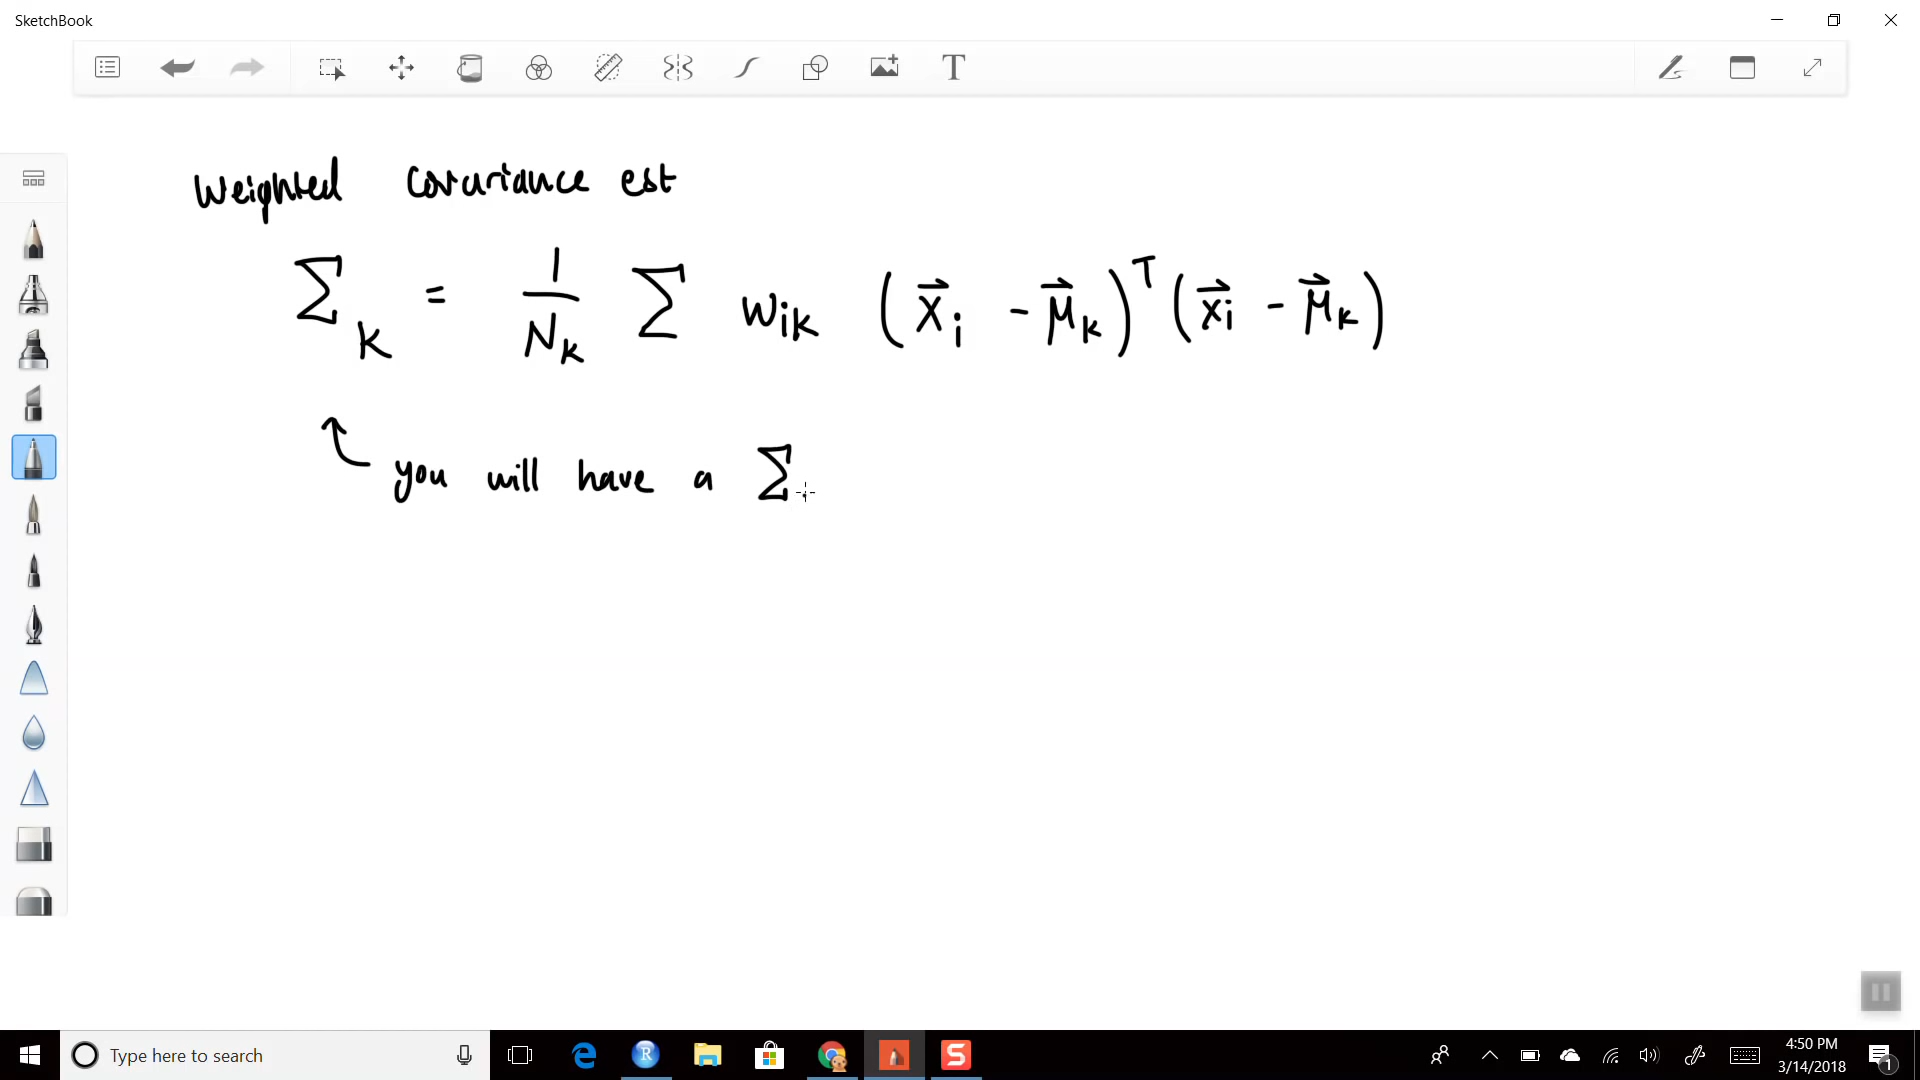 SketchBook
T
Weighted covariance est
Σ_k = 1/N_k Σ w_ik (x⃗_i - μ⃗_k)^T (x⃗_i - μ⃗_k)
you will have a Σ
Type here to search
4:50 PM
3/14/2018
1